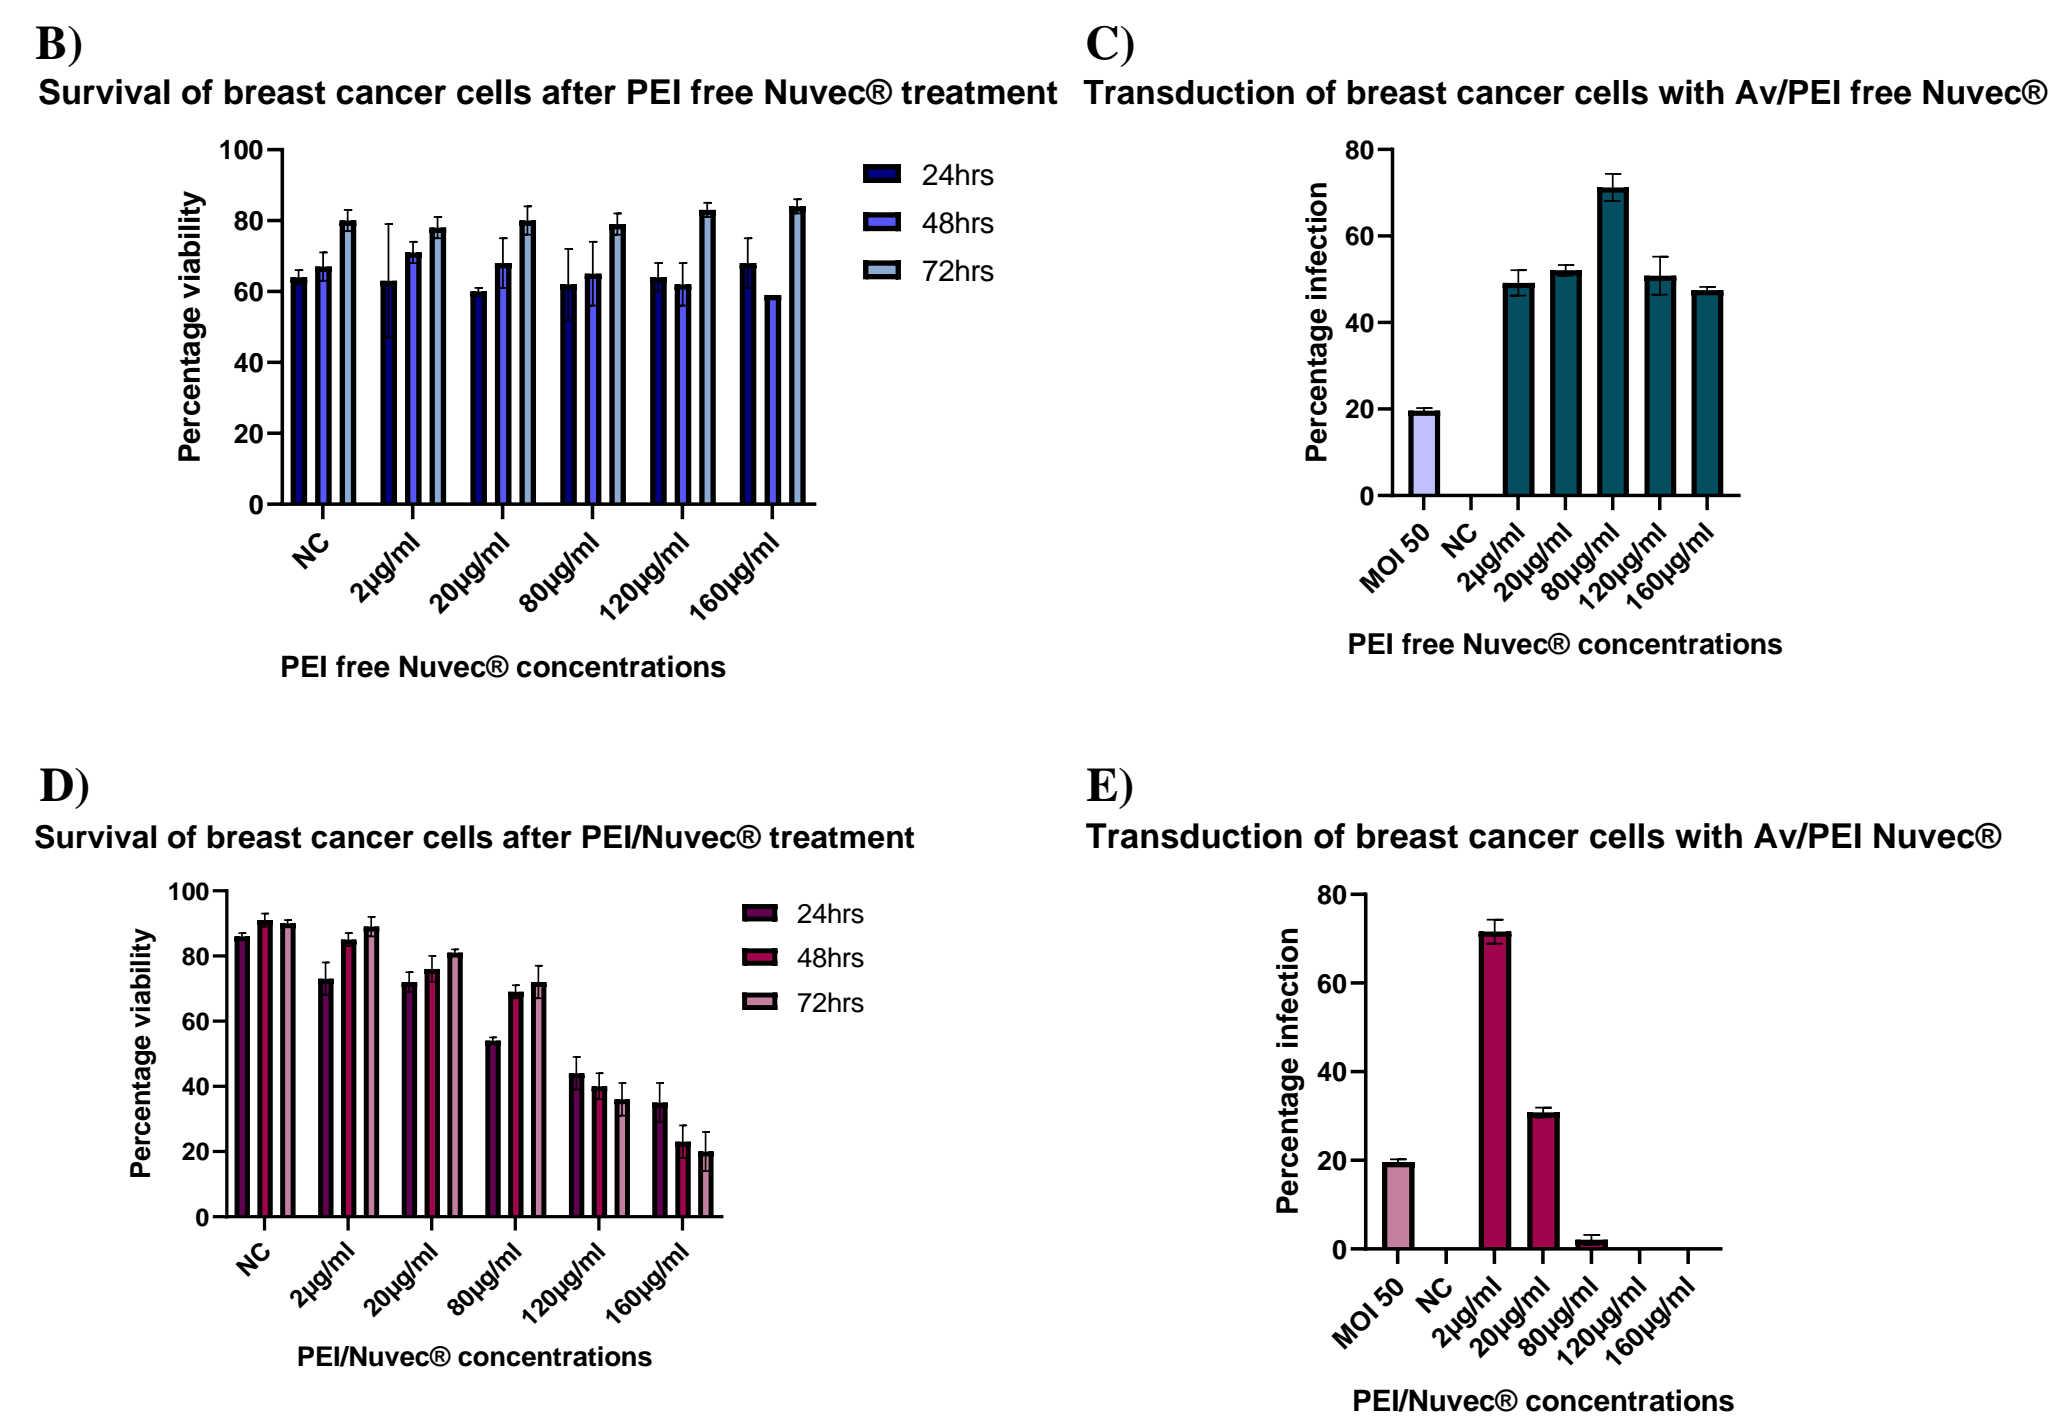 B)
Survival of breast cancer cells after PEI free Nuvec® treatment
100
80
60
40
20
0
Percentage viability
24hrs
48hrs
72hrs
NC
2µg/ml
20µg/ml
80µg/ml
120µg/ml
160µg/ml
PEI free Nuvec® concentrations
C)
Transduction of breast cancer cells with Av/PEI free Nuvec®
80
60
40
20
0
Percentage infection
MOI 50
NC
2µg/ml
20µg/ml
80µg/ml
120µg/ml
160µg/ml
PEI free Nuvec® concentrations
D)
Survival of breast cancer cells after PEI/Nuvec® treatment
100
80
60
40
20
0
Percentage viability
24hrs
48hrs
72hrs
NC
2µg/ml
20µg/ml
80µg/ml
120µg/ml
160µg/ml
PEI/Nuvec® concentrations
E)
Transduction of breast cancer cells with Av/PEI Nuvec®
80
60
40
20
0
Percentage infection
MOI 50
NC
2µg/ml
20µg/ml
80µg/ml
120µg/ml
160µg/ml
PEI/Nuvec® concentrations